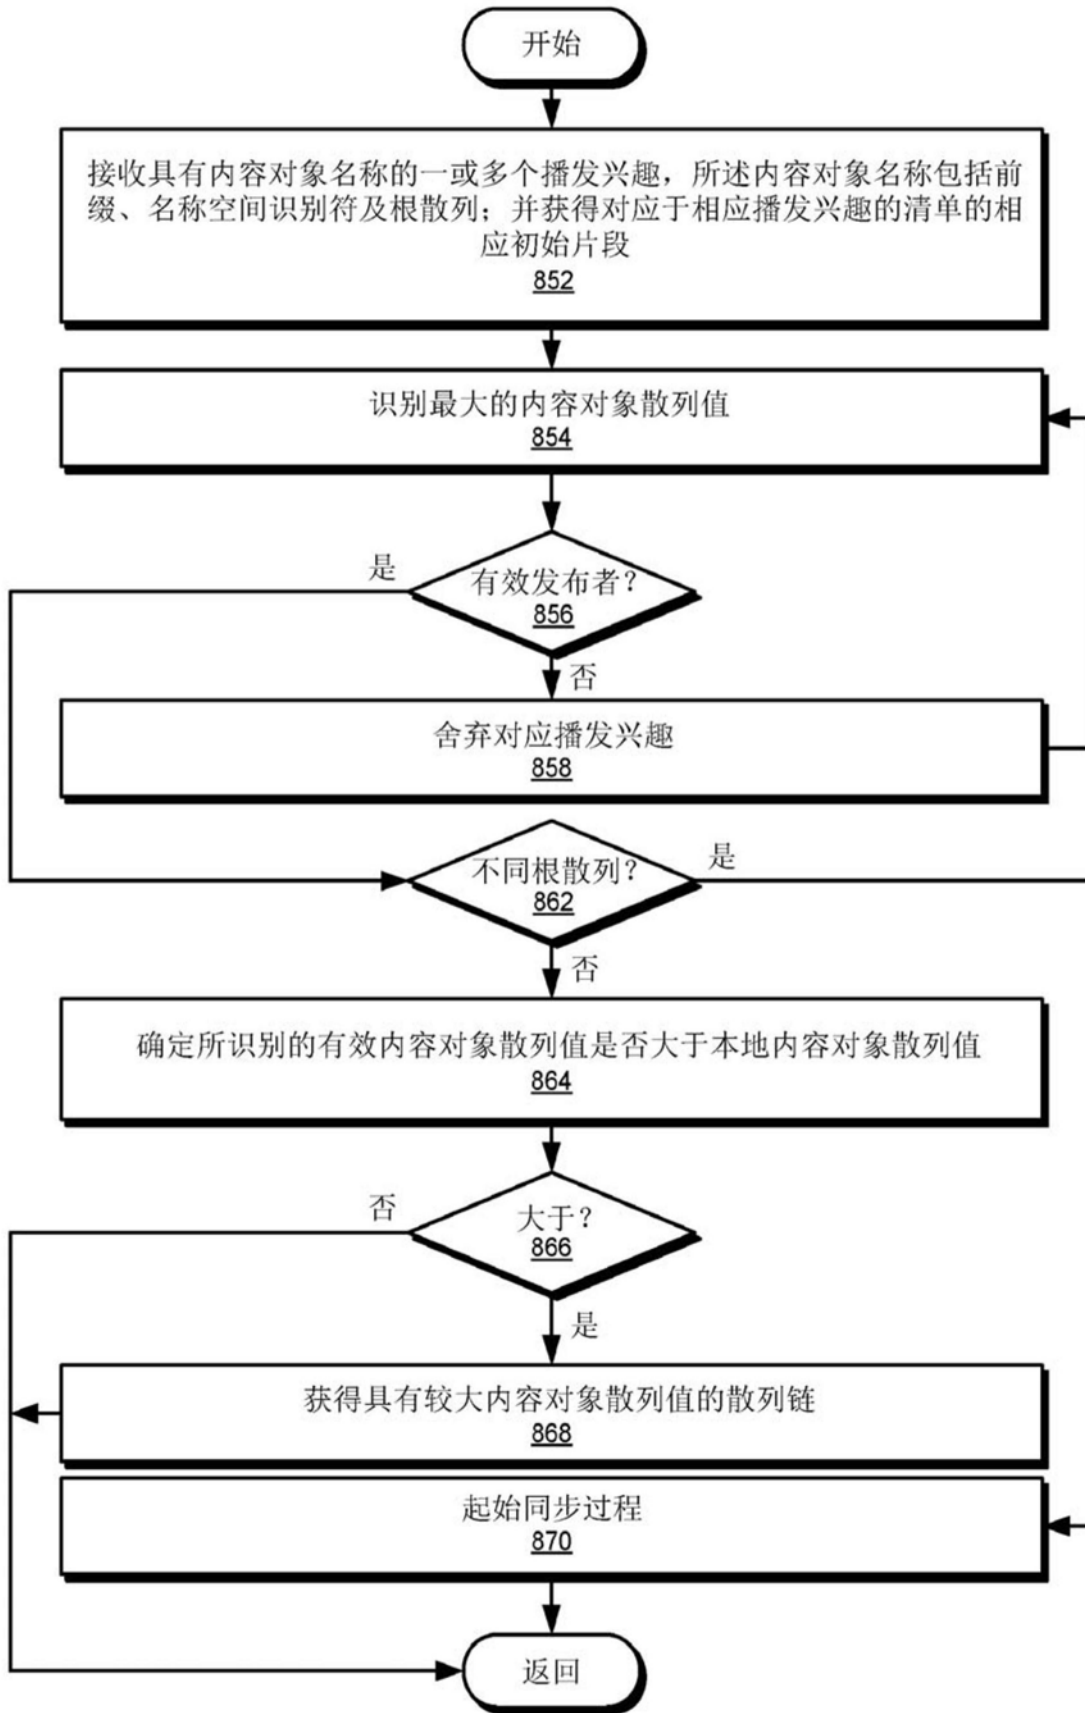 开始
接收具有内容对象名称的一或多个播发兴趣，所述内容对象名称包括前
缀、名称空间识别符及根散列；并获得对应于相应播发兴趣的清单的相
应初始片段
852
识别最大的内容对象散列值
854
是
有效发布者？
856
否
舍弃对应播发兴趣
858
不同根散列？
862
是
否
确定所识别的有效内容对象散列值是否大于本地内容对象散列值
864
否
大于？
866
是
获得具有较大内容对象散列值的散列链
868
起始同步过程
870
返回